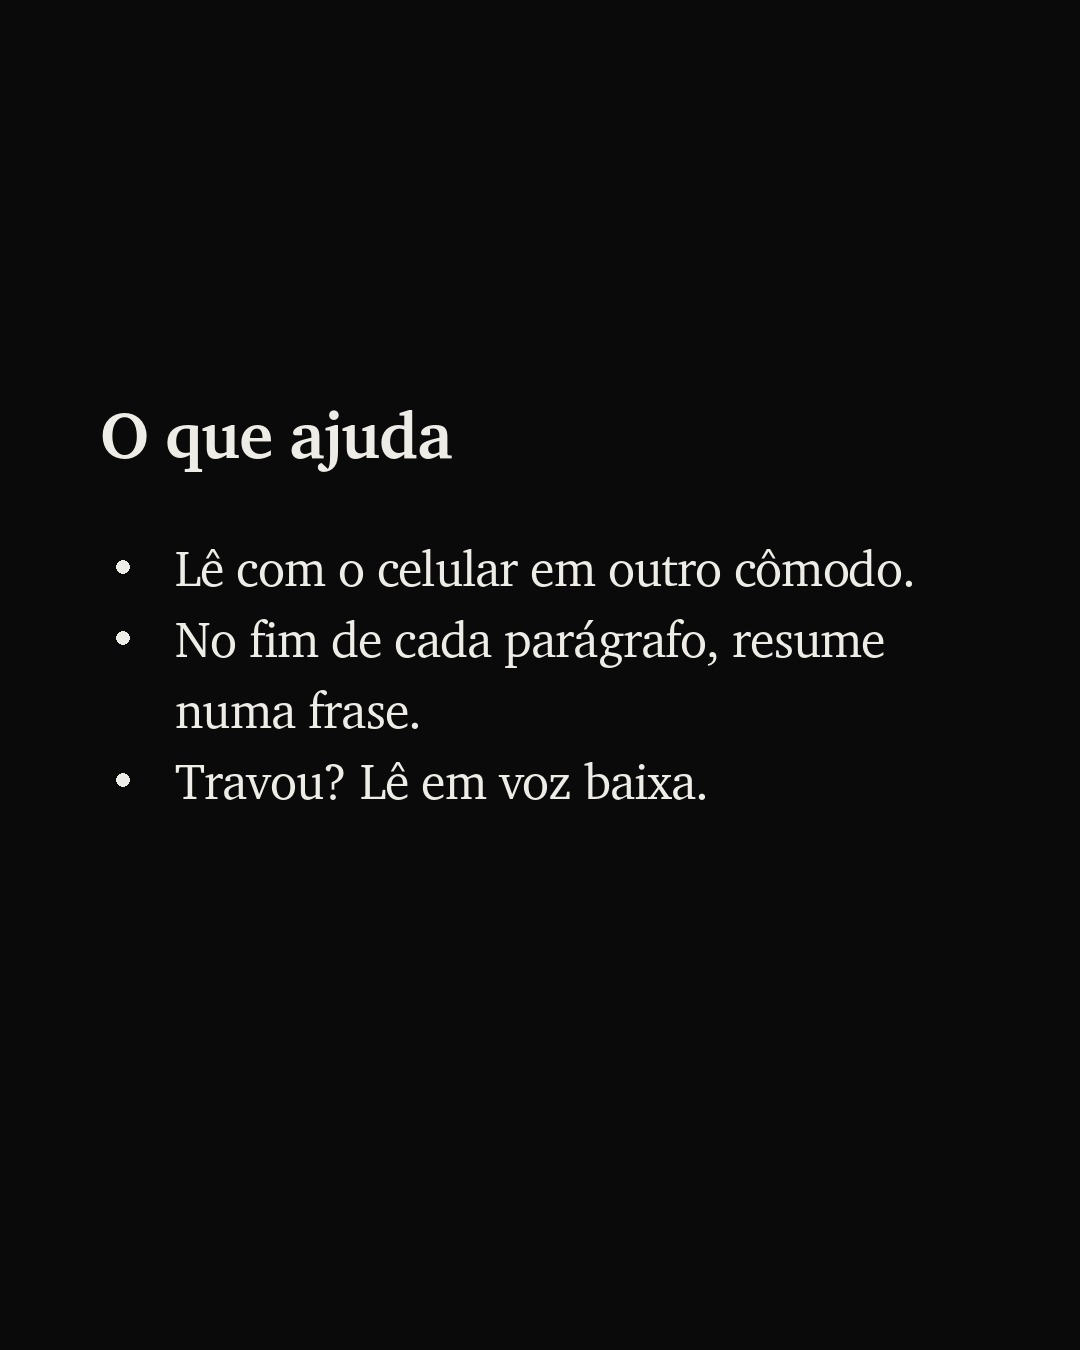 O que ajuda
• Lê com o celular em outro cômodo.
• No fim de cada parágrafo, resume
numa frase.
• Travou? Lê em voz baixa.